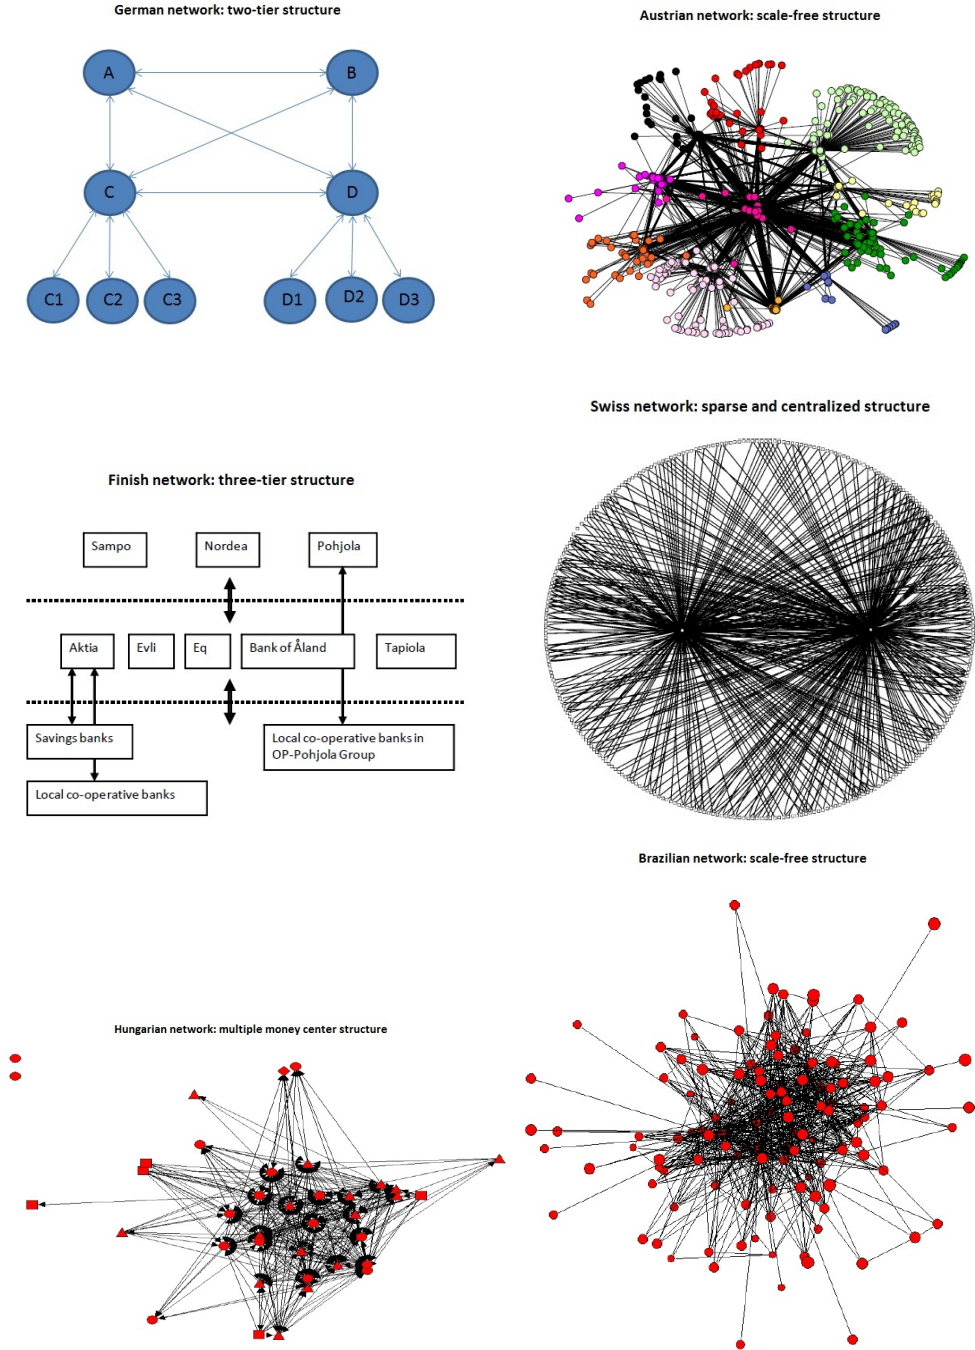 German network: two-tier structure
A
B
C
D
C1
C2
C3
D1
D2
D3
Austrian network: scale-free structure
Finish network: three-tier structure
Sampo
Nordea
Pohjola
Aktia
Evli
Eq
Bank of Åland
Tapiola
Savings banks
Local co-operative banks in
OP-Pohjola Group
Local co-operative banks
Swiss network: sparse and centralized structure
Hungarian network: multiple money center structure
Brazilian network: scale-free structure